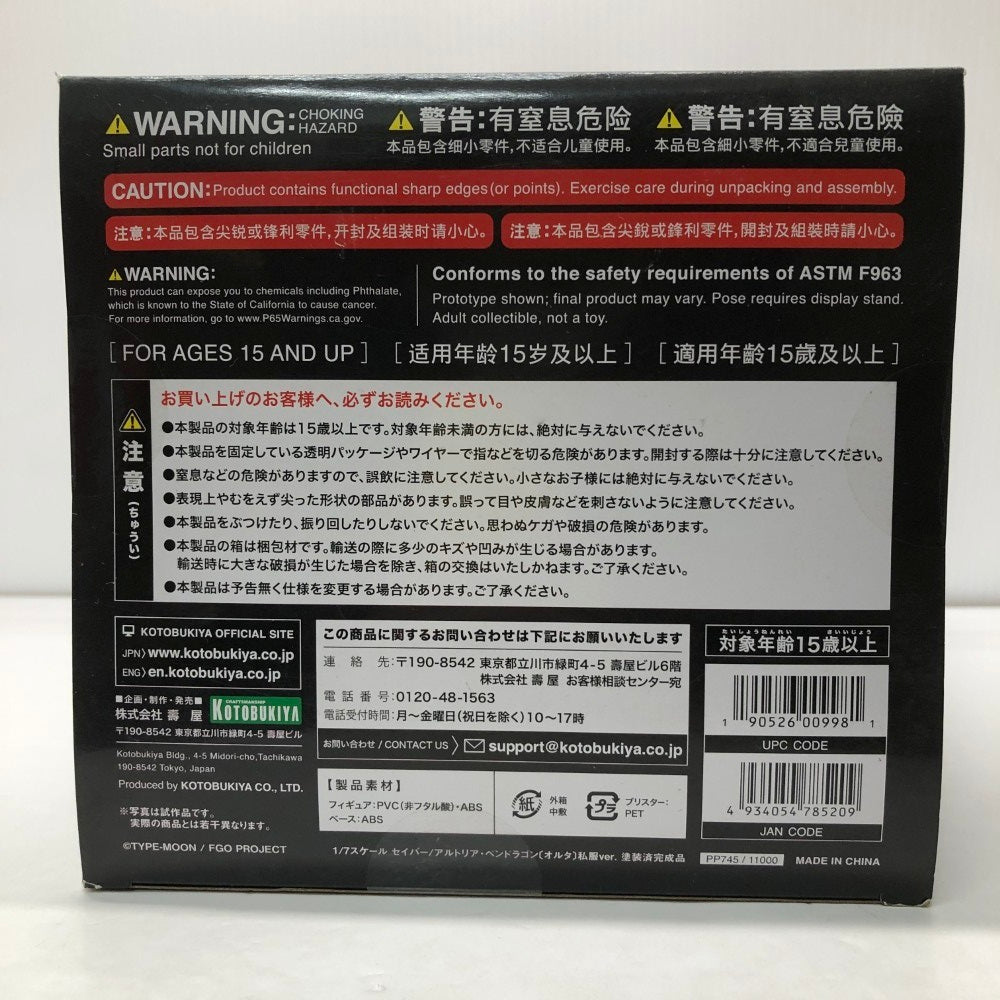 WARNING: CHOKING HAZARD
Small parts not for children
警告:有窒息危险
本品包含细小零件,不适合儿童使用。
警告:有窒息危險
本品包含細小零件,不適合兒童使用。
CAUTION: Product contains functional sharp edges (or points). Exercise care during unpacking and assembly.
注意:本品包含尖锐或锋利零件,开封及组装时请小心。
注意:本品包含尖銳或鋒利零件,開封及組裝時請小心。
WARNING:
This product can expose you to chemicals including Phthalate,
which is known to the State of California to cause cancer.
For more information, go to www.P65Warnings.ca.gov.
Conforms to the safety requirements of ASTM F963
Prototype shown; final product may vary. Pose requires display stand.
Adult collectible, not a toy.
[FOR AGES 15 AND UP] [适用年龄15岁及以上] [適用年齡15歲及以上]
注意(ちゅうい)
お買い上げのお客様へ、必ずお読みください。
●本製品の対象年齢は15歳以上です。対象年齢未満の方には、絶対に与えないでください。
●本製品を固定している透明パッケージやワイヤーで指などを切る危険があります。開封する際は十分に注意してください。
●窒息などの危険がありますので、誤飲に注意してください。小さなお子様には絶対に与えないでください。
●表現上やむをえず尖った形状の部品があります。誤って目や皮膚などを刺さないように注意してください。
●本製品をぶつけたり、振り回したりしないでください。思わぬケガや破損の危険があります。
●本製品の箱は梱包材です。輸送の際に多少のキズや凹みが生じる場合があります。
輸送時に大きな破損が生じた場合を除き、箱の交換はいたしかねます。ご了承ください。
●本製品は予告無く仕様を変更する場合があります。ご了承ください。
KOTOBUKIYA OFFICIAL SITE
JPN〉www.kotobukiya.co.jp
ENG〉en.kotobukiya.co.jp
■企画・制作・発売■
株式会社 壽 屋
CRAFTSMANSHIP
KOTOBUKIYA
〒190-8542 東京都立川市緑町4-5 壽屋ビル
Kotobukiya Bldg., 4-5 Midori-cho,Tachikawa
190-8542 Tokyo, Japan
Produced by KOTOBUKIYA CO., LTD.
※写真は試作品です。
実際の商品とは若干異なります。
©TYPE-MOON / FGO PROJECT
この商品に関するお問い合わせは下記にお願いいたします
連絡先:〒190-8542 東京都立川市緑町4-5 壽屋ビル6階
株式会社 壽 屋 お客様相談センター宛
電話番号:0120-48-1563
電話受付時間:月〜金曜日(祝日を除く)10〜17時
お問い合わせ / CONTACT US 〉 support@kotobukiya.co.jp
【製品素材】
フィギュア:PVC(非フタル酸)・ABS
ベース:ABS
紙
外箱
中敷
プラ
ブリスター:
PET
1/7スケール セイバー/アルトリア・ペンドラゴン〔オルタ〕私服ver. 塗装済完成品
たいしょうねんれい さいいじょう
対象年齢15歳以上
1 90526 00998 1
UPC CODE
4 934054 785209
JAN CODE
PP745 / 11000
MADE IN CHINA